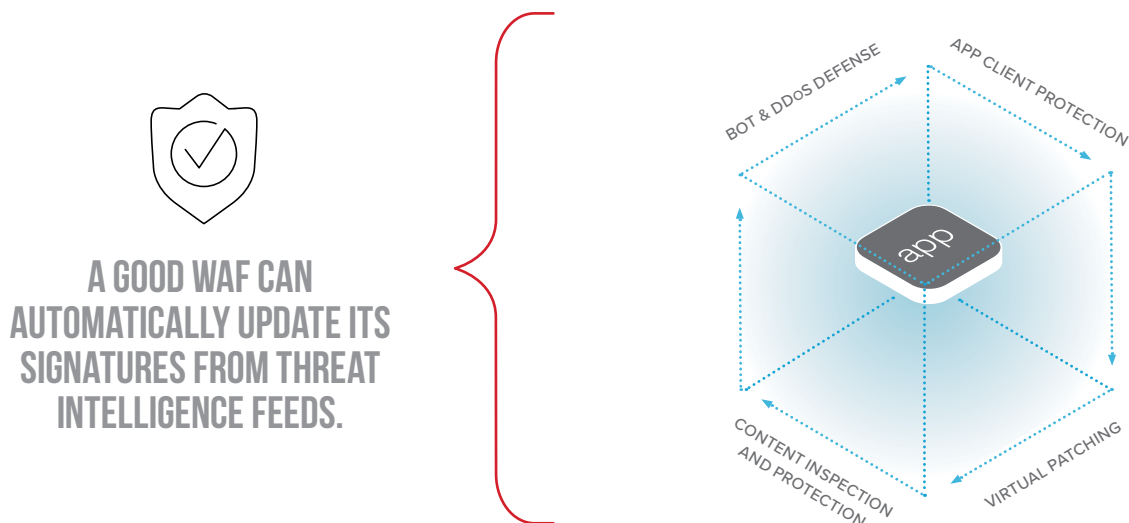 A GOOD WAF CAN
AUTOMATICALLY UPDATE ITS
SIGNATURES FROM THREAT
INTELLIGENCE FEEDS.
BOT & DDoS DEFENSE
APP CLIENT PROTECTION
app
CONTENT INSPECTION
AND PROTECTION
VIRTUAL PATCHING